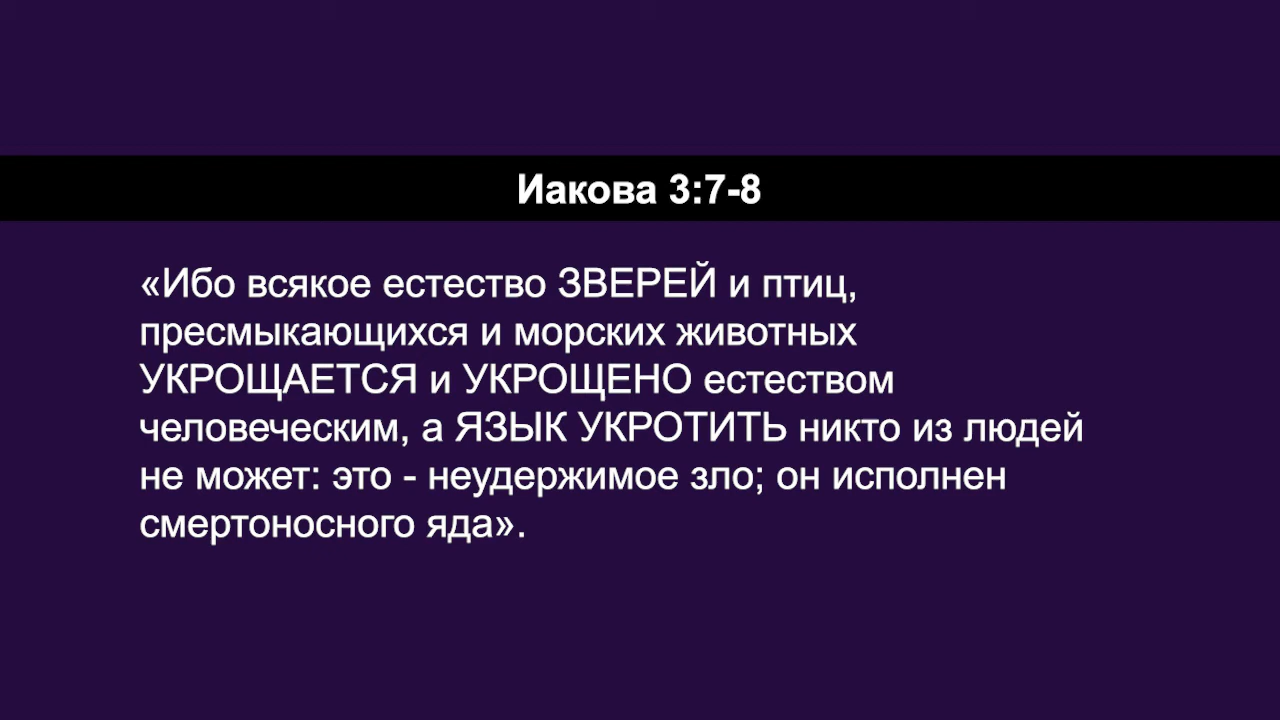 Иакова 3:7-8
«Ибо всякое естество ЗВЕРЕЙ и птиц,
пресмыкающихся и морских животных
УКРОЩАЕТСЯ и УКРОЩЕНО естеством
человеческим, а ЯЗЫК УКРОТИТЬ никто из людей
не может: это - неудержимое зло; он исполнен
смертоносного яда».